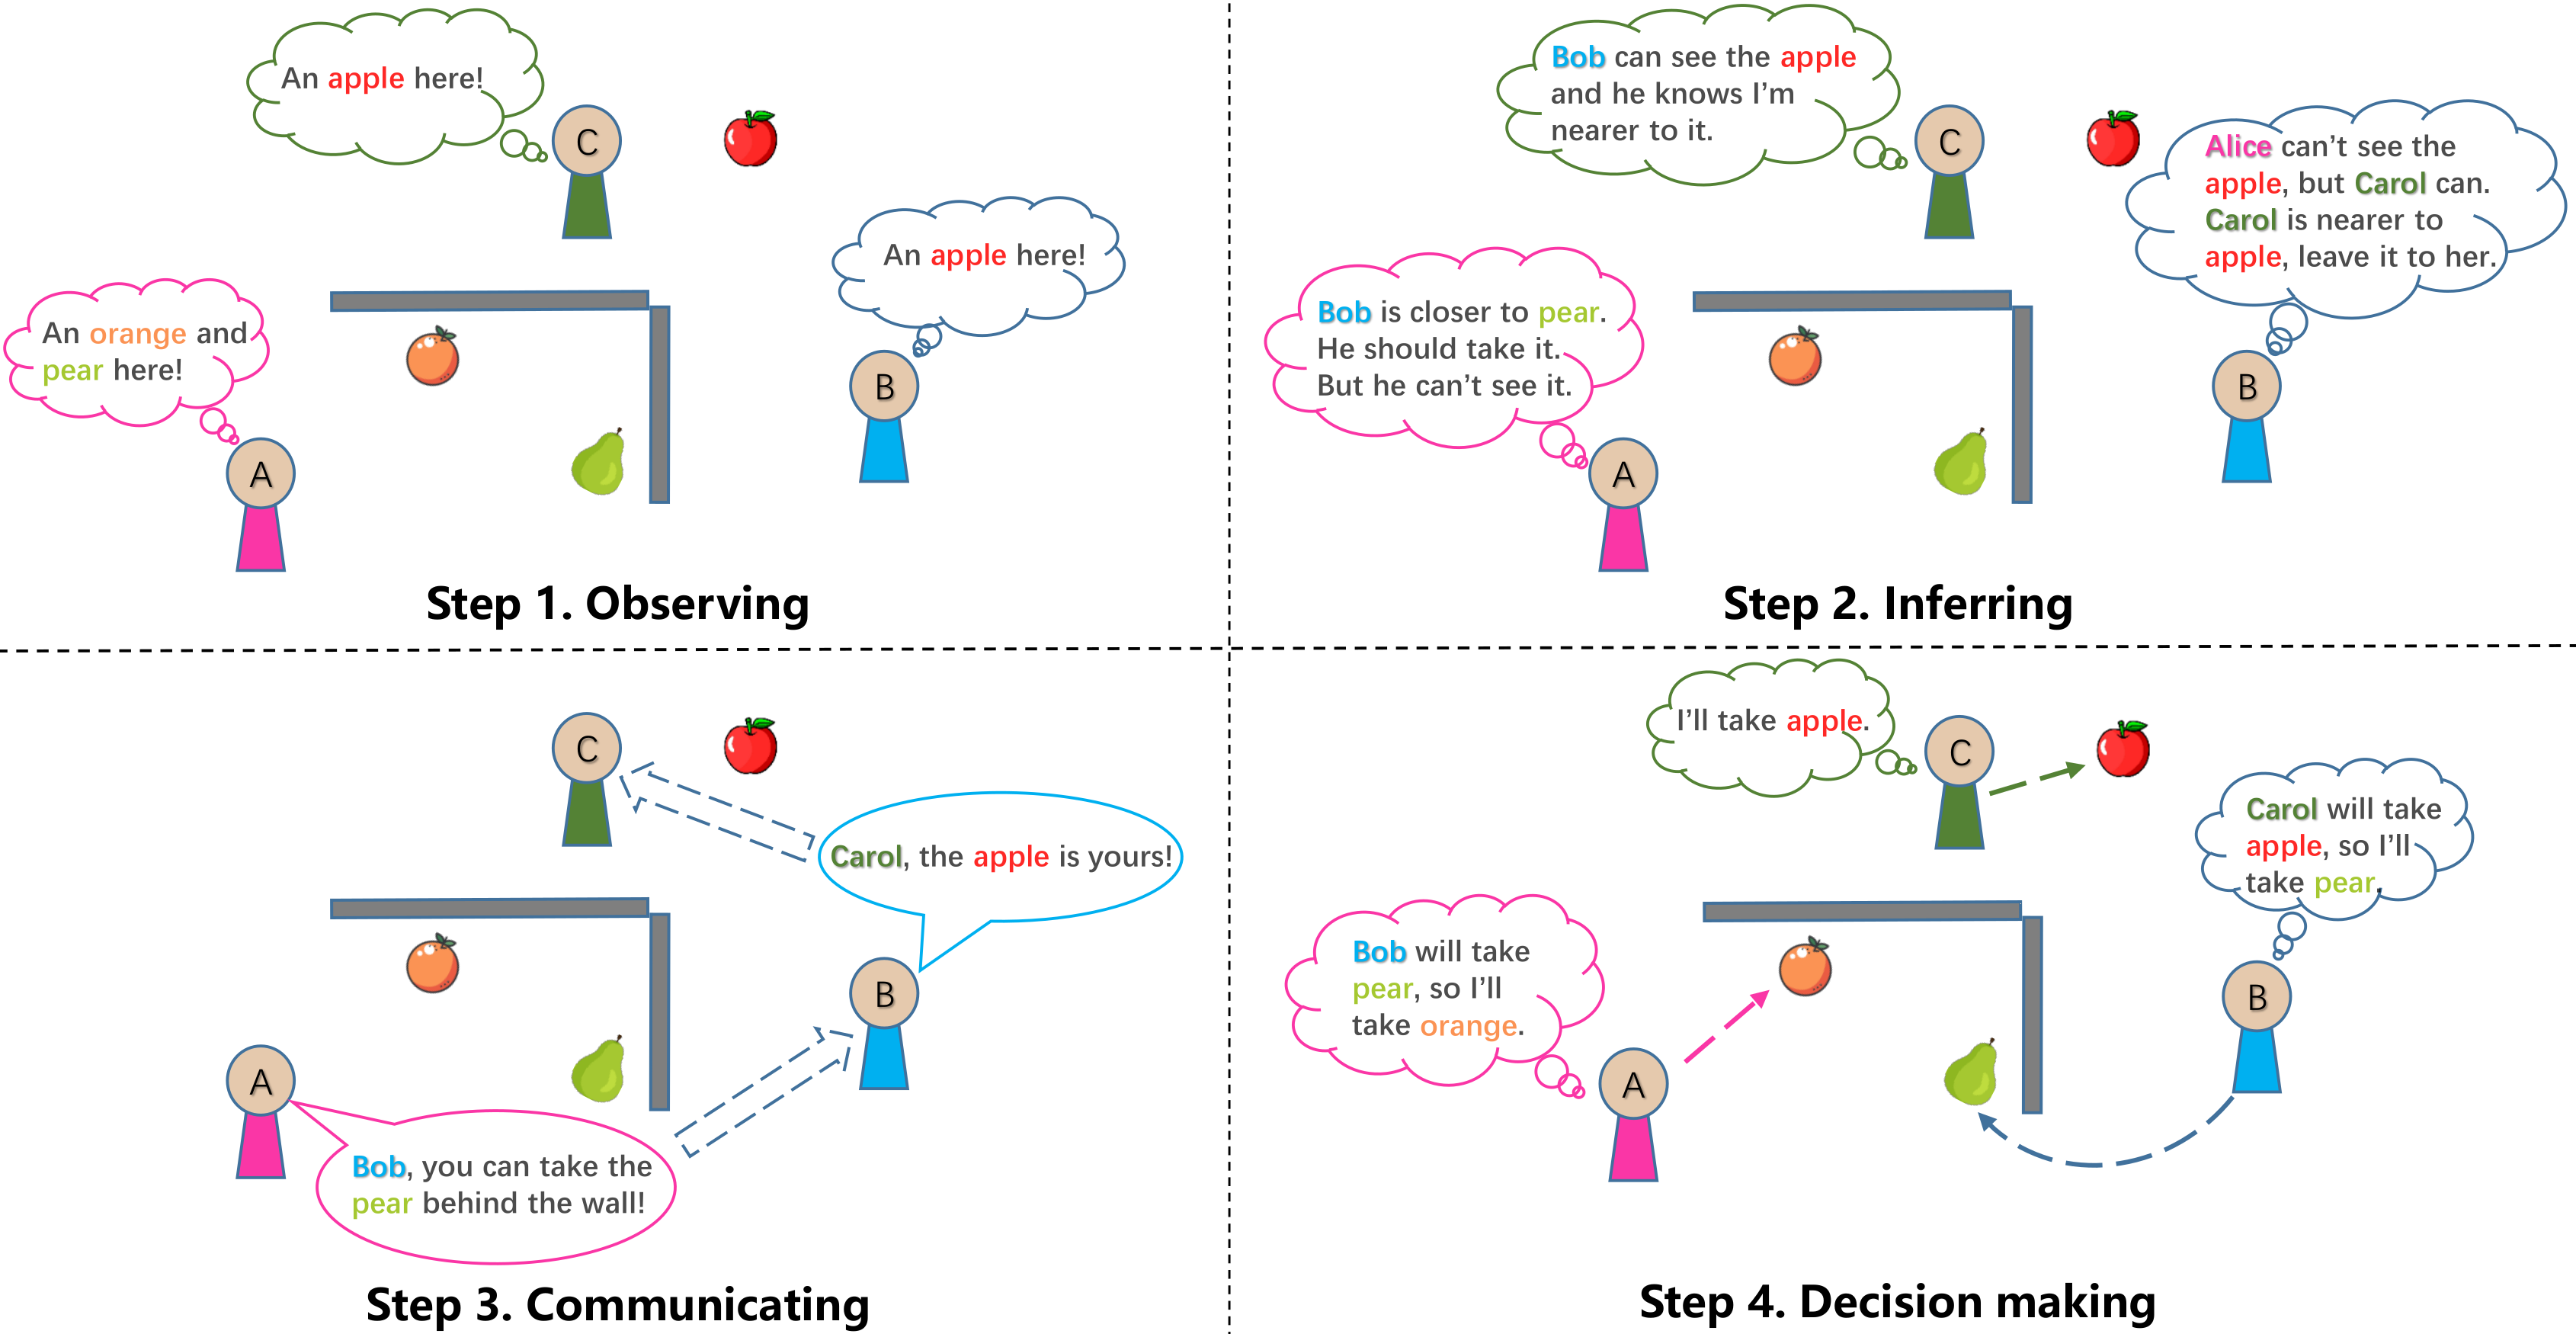 An apple here!
C
An apple here!
An orange and
pear here!
B
A
Step 1. Observing
Bob can see the apple
and he knows I'm
nearer to it.
C
Alice can't see the
apple, but Carol can.
Carol is nearer to
apple, leave it to her.
Bob is closer to pear.
He should take it.
But he can't see it.
B
A
Step 2. Inferring
C
Carol, the apple is yours!
B
A
Bob, you can take the
pear behind the wall!
Step 3. Communicating
I'll take apple.
C
Carol will take
apple, so I'll
take pear.
Bob will take
pear, so I'll
take orange.
B
A
Step 4. Decision making